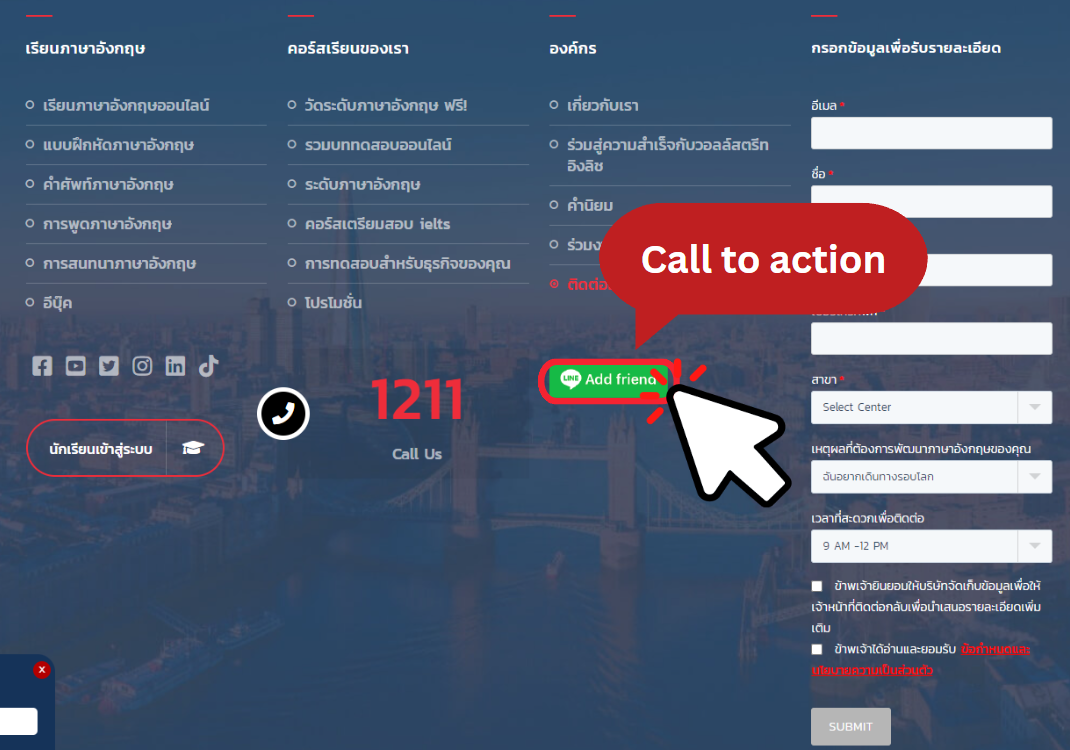 เรียนภาษาอังกฤษ
เรียนภาษาอังกฤษออนไลน์
แบบฝึกหัดภาษาอังกฤษ
คำศัพท์ภาษาอังกฤษ
การพูดภาษาอังกฤษ
การสนทนาภาษาอังกฤษ
อีบุ๊ค
นักเรียนเข้าสู่ระบบ
คอร์สเรียนของเรา
วัดระดับภาษาอังกฤษ ฟรี!
รวมบททดสอบออนไลน์
ระดับภาษาอังกฤษ
คอร์สเตรียมสอบ ielts
การทดสอบสำหรับธุรกิจของคุณ
โปรโมชั่น
1211
Call Us
องค์กร
เกี่ยวกับเรา
ร่วมสู่ความสำเร็จกับวอลล์สตรีท
อิงลิช
คำนิยม
Call to action
LINE Add friend
กรอกข้อมูลเพื่อรับรายละเอียด
อีเมล *
ชื่อ *
สาขา *
Select Center
เหตุผลที่ต้องการพัฒนาภาษาอังกฤษของคุณ
ฉันอยากเดินทางรอบโลก
เวลาที่สะดวกเพื่อติดต่อ
9 AM -12 PM
ข้าพเจ้ายินยอมให้บริษัทจัดเก็บข้อมูลเพื่อให้
เจ้าหน้าที่ติดต่อกลับเพื่อนำเสนอรายละเอียดเพิ่ม
เติม
ข้าพเจ้าได้อ่านและยอมรับ ข้อกำหนดและ
นโยบายความเป็นส่วนตัว
SUBMIT
X